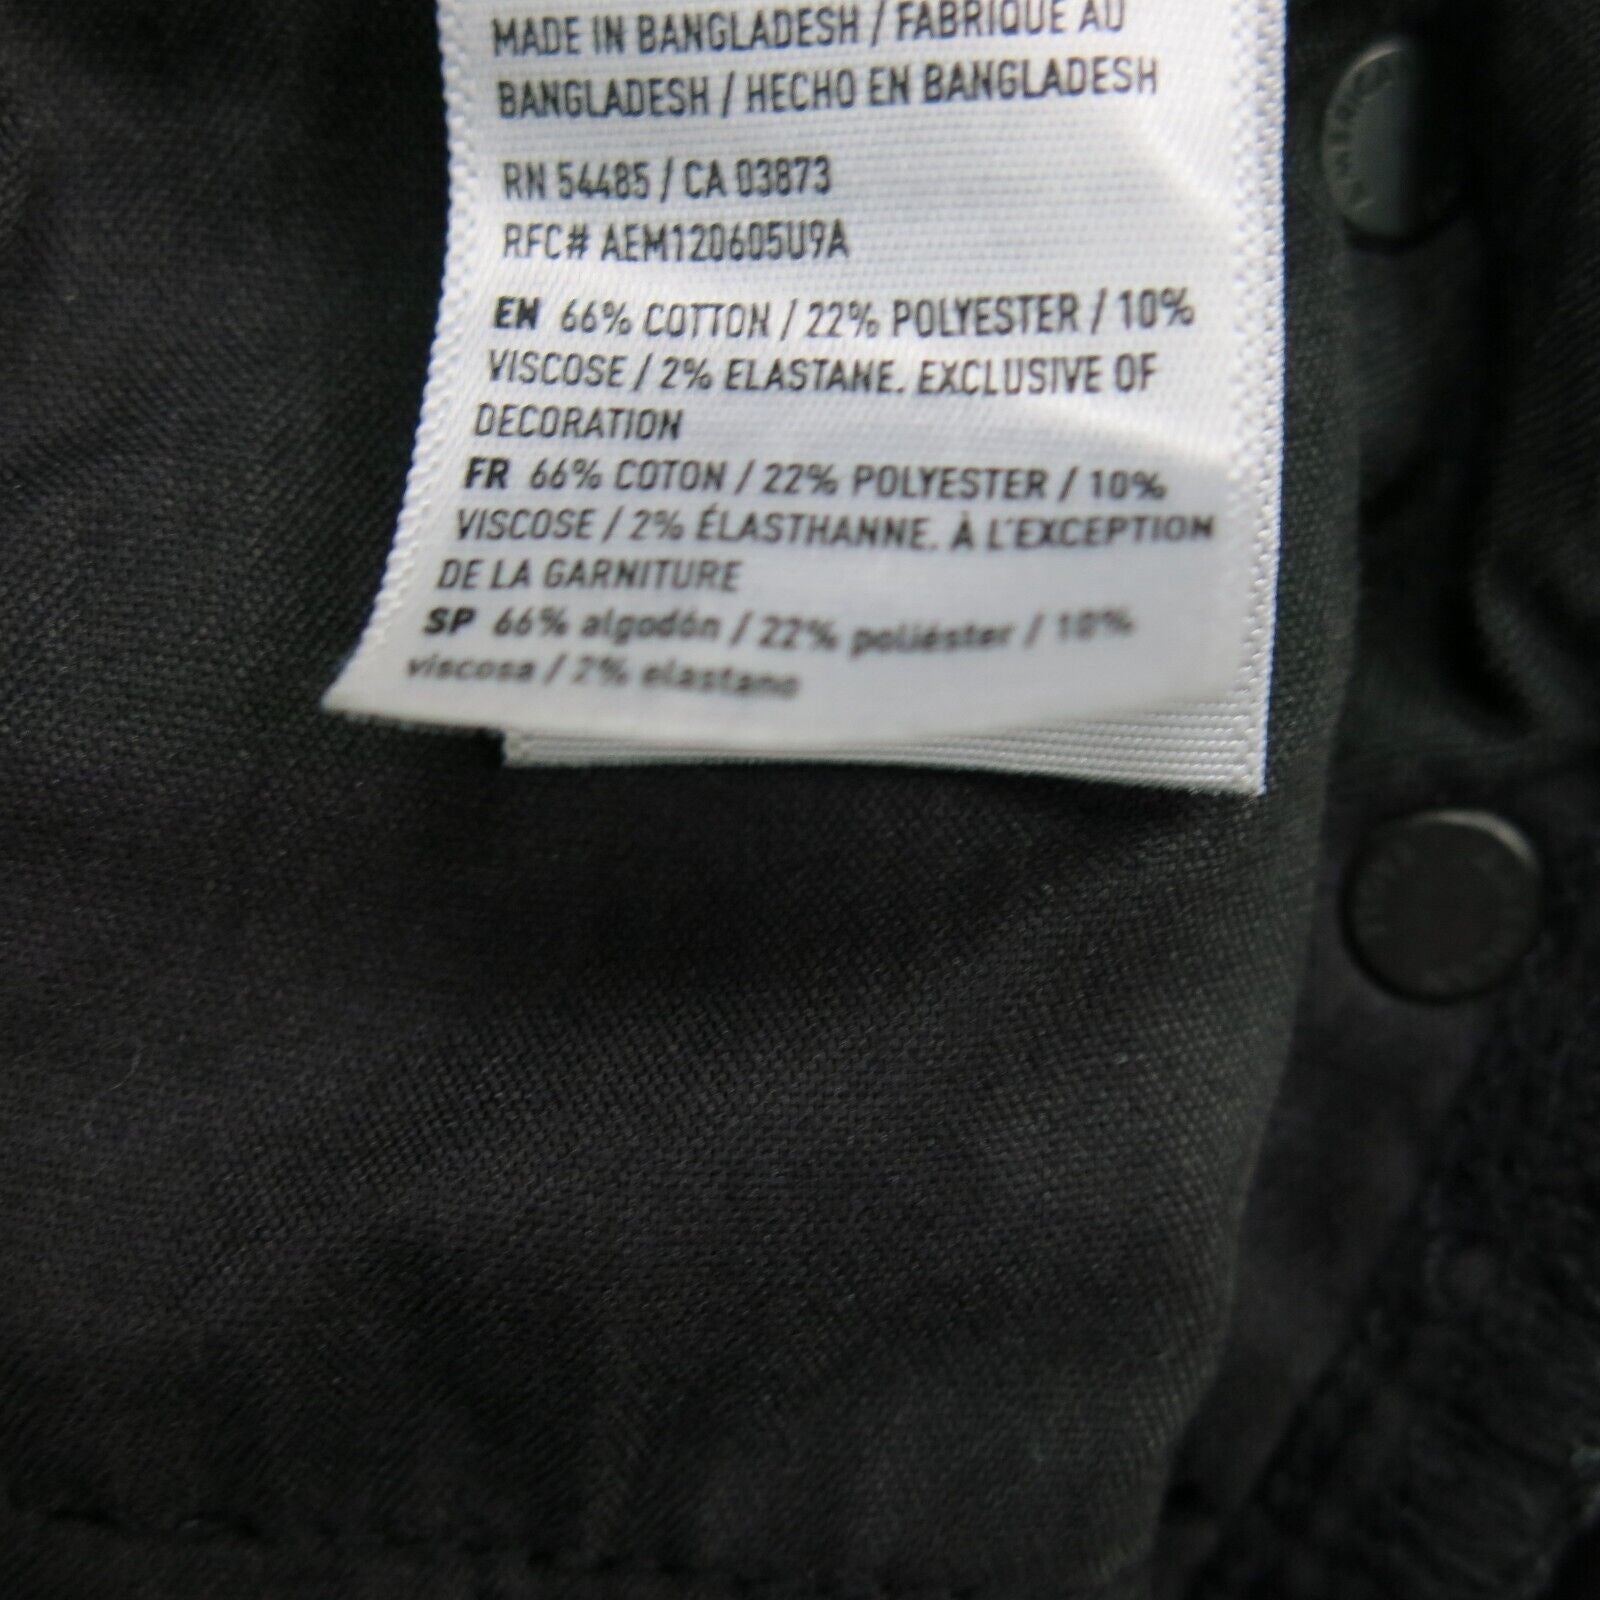 MADE IN BANGLADESH / FABRIQUÉ AU
BANGLADESH / HECHO EN BANGLADESH
RN 54485 / CA 03873
RFC# AEM120605U9A
EN 66% COTTON / 22% POLYESTER / 10%
VISCOSE / 2% ELASTANE. EXCLUSIVE OF
DECORATION
FR 66% COTON / 22% POLYESTER / 10%
VISCOSE / 2% ÉLASTHANNE. À L'EXCEPTION
DE LA GARNITURE
SP 66% algodón / 22% poliéster / 10%
viscosa / 2% elastano